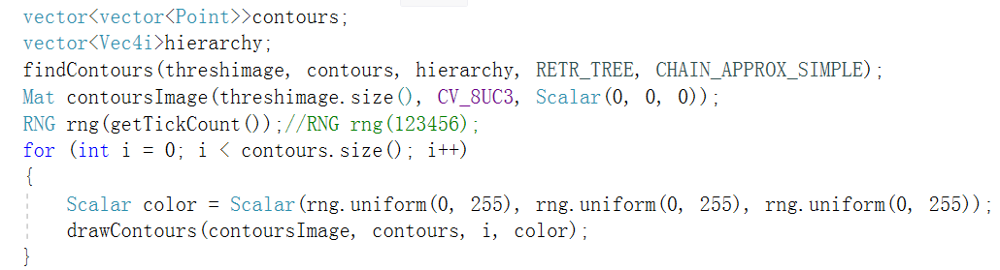 vector<vector<Point>>contours;
vector<Vec4i>hierarchy;
findContours(threshimage, contours, hierarchy, RETR_TREE, CHAIN_APPROX_SIMPLE);
Mat contoursImage(threshimage.size(), CV_8UC3, Scalar(0, 0, 0));
RNG rng(getTickCount());//RNG rng(123456);
for (int i = 0; i < contours.size(); i++)
{
    Scalar color = Scalar(rng.uniform(0, 255), rng.uniform(0, 255), rng.uniform(0, 255));
    drawContours(contoursImage, contours, i, color);
}